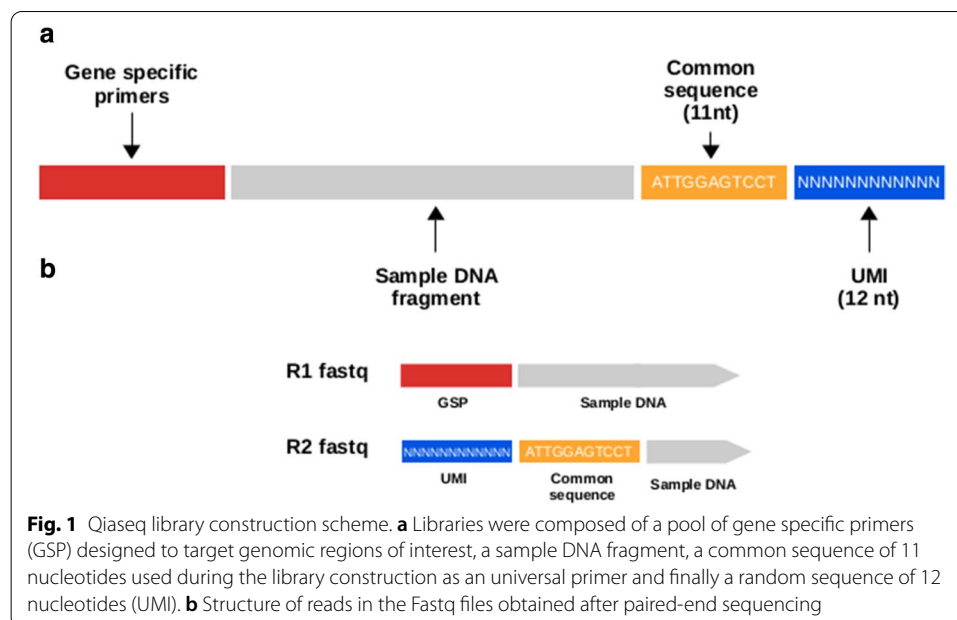 a
Gene specific
primers
Common
sequence
(11nt)
ATTGGAGTCCT NNNNNNNNNNNN
b
Sample DNA
fragment
UMI
(12 nt)
R1 fastq
GSP
Sample DNA
R2 fastq
NNNNNNNNNNNN ATTGGAGTCCT
UMI
Common
sequence
Sample DNA
Fig. 1 Qiaseq library construction scheme. a Libraries were composed of a pool of gene specific primers
(GSP) designed to target genomic regions of interest, a sample DNA fragment, a common sequence of 11
nucleotides used during the library construction as an universal primer and finally a random sequence of 12
nucleotides (UMI). b Structure of reads in the Fastq files obtained after paired-end sequencing